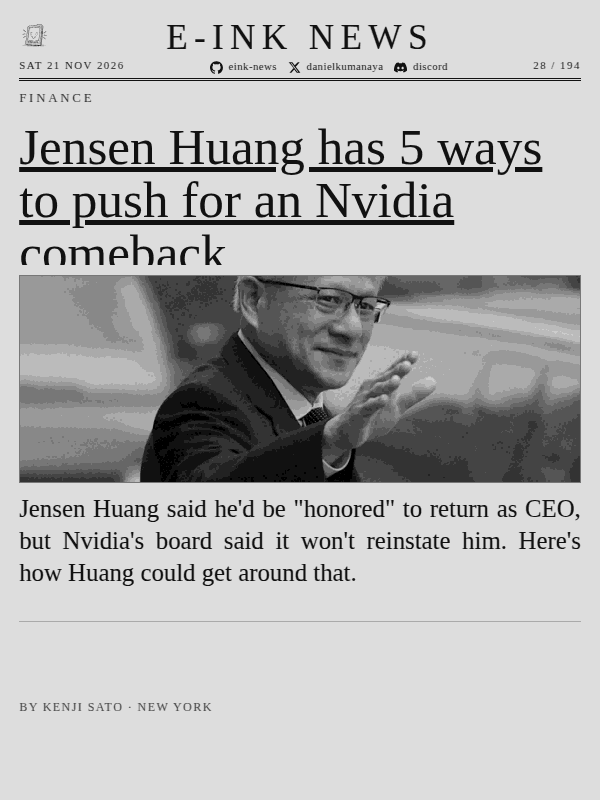 E-INK NEWS
SAT 21 NOV 2026
eink-news
danielkumanaya
discord
28 / 194
FINANCE
Jensen Huang has 5 ways
to push for an Nvidia
comeback
Jensen Huang said he'd be "honored" to return as CEO,
but Nvidia's board said it won't reinstate him. Here's
how Huang could get around that.
BY KENJI SATO · NEW YORK